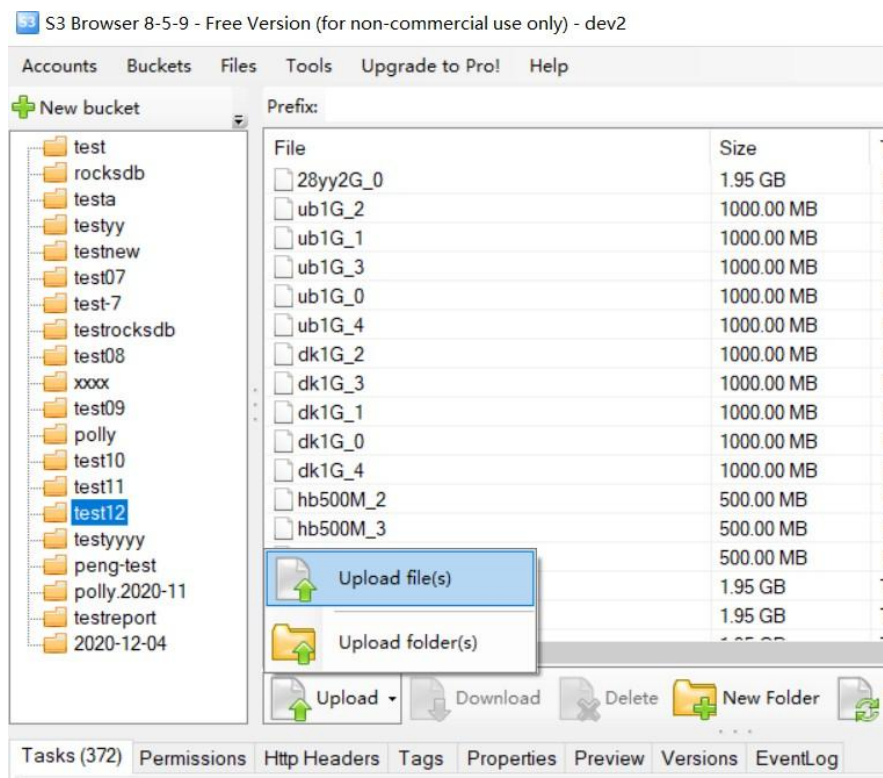 S3 Browser 8-5-9 - Free Version (for non-commercial use only) - dev2
Accounts Buckets Files Tools Upgrade to Pro! Help
New bucket
Prefix:
test
rocksdb
testa
testyy
testnew
test07
test-7
testrocksdb
test08
xxxx
test09
polly
test10
test11
test12
testyyyy
peng-test
polly.2020-11
testreport
2020-12-04
File Size
28yy2G_0 1.95 GB
ub1G_2 1000.00 MB
ub1G_1 1000.00 MB
ub1G_3 1000.00 MB
ub1G_0 1000.00 MB
ub1G_4 1000.00 MB
dk1G_2 1000.00 MB
dk1G_3 1000.00 MB
dk1G_1 1000.00 MB
dk1G_0 1000.00 MB
dk1G_4 1000.00 MB
hb500M_2 500.00 MB
hb500M_3 500.00 MB
500.00 MB
1.95 GB
1.95 GB
Upload file(s)
Upload folder(s)
Upload Download Delete New Folder
Tasks (372) Permissions Http Headers Tags Properties Preview Versions EventLog